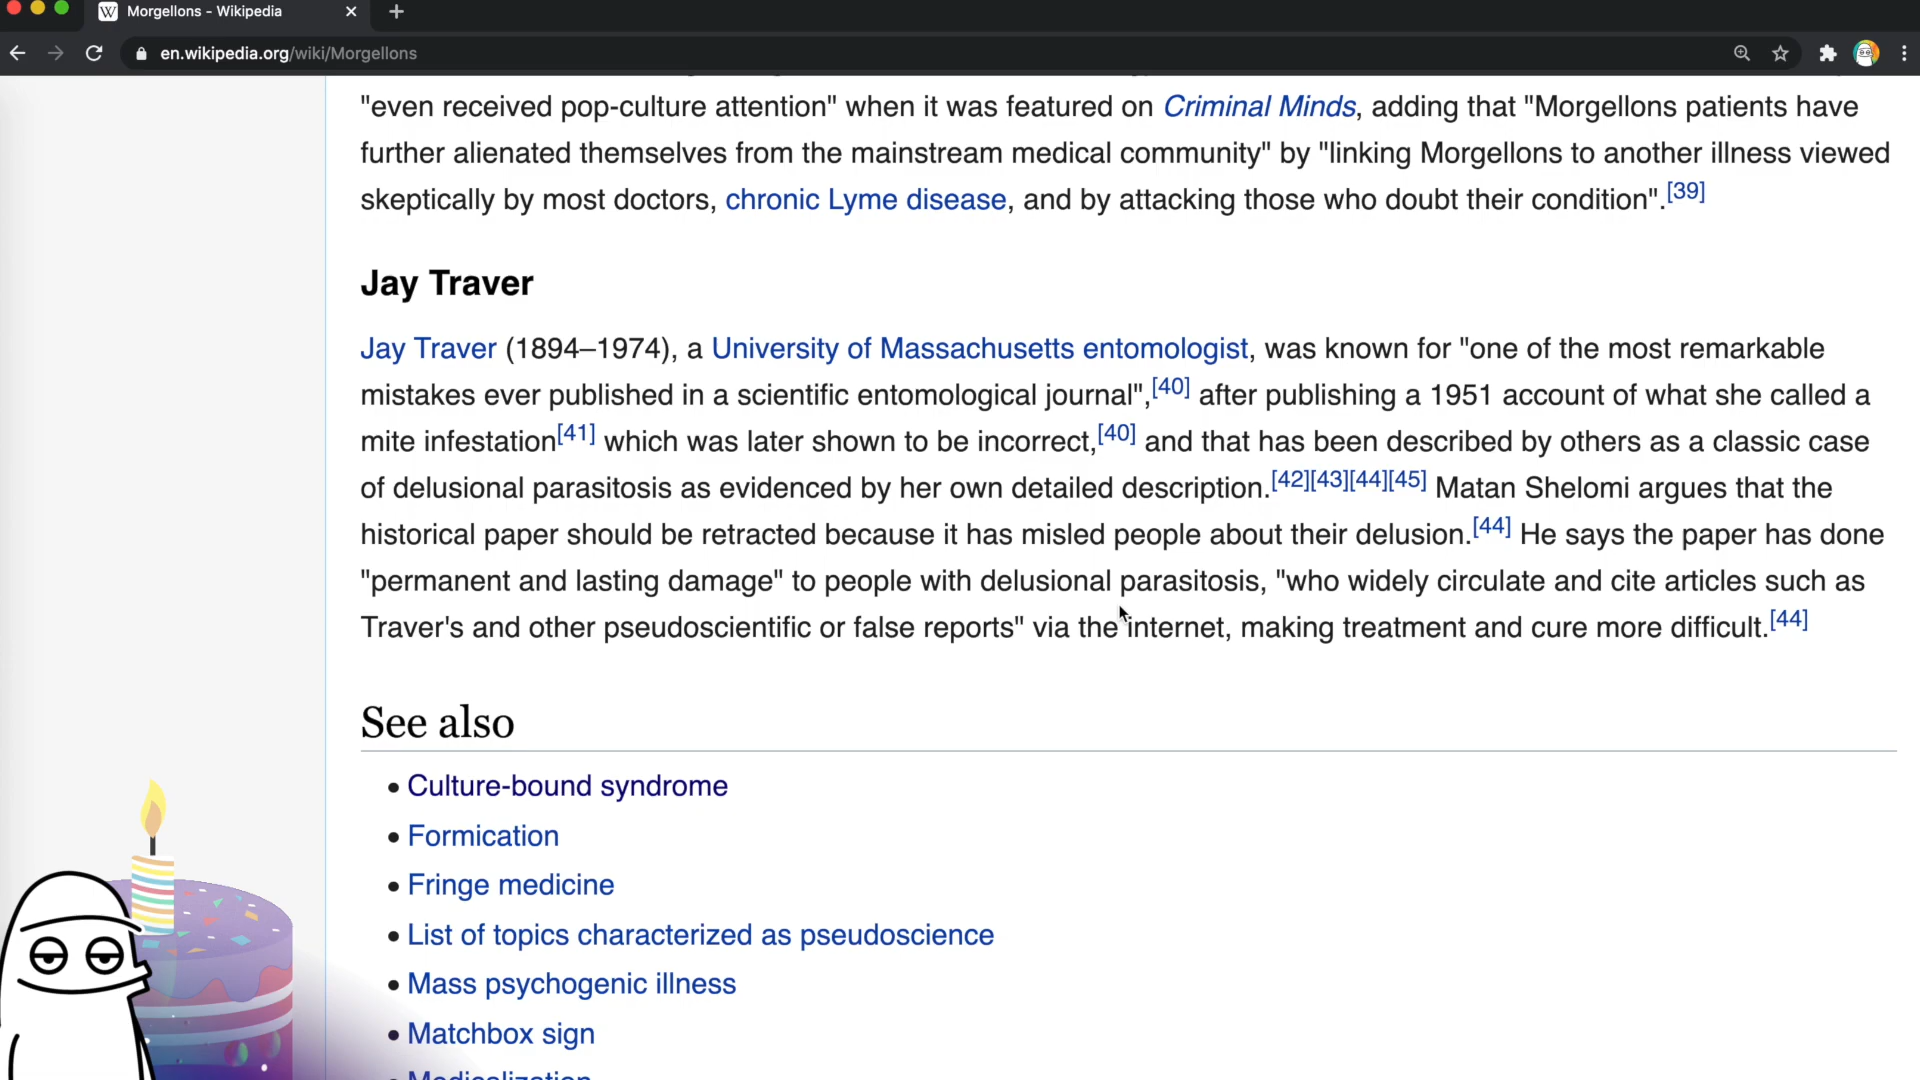 Morgellons - Wikipedia
en.wikipedia.org/wiki/Morgellons
"even received pop-culture attention" when it was featured on Criminal Minds, adding that "Morgellons patients have
further alienated themselves from the mainstream medical community" by "linking Morgellons to another illness viewed
skeptically by most doctors, chronic Lyme disease, and by attacking those who doubt their condition".[39]
Jay Traver
Jay Traver (1894–1974), a University of Massachusetts entomologist, was known for "one of the most remarkable
mistakes ever published in a scientific entomological journal",[40] after publishing a 1951 account of what she called a
mite infestation[41] which was later shown to be incorrect,[40] and that has been described by others as a classic case
of delusional parasitosis as evidenced by her own detailed description.[42][43][44][45] Matan Shelomi argues that the
historical paper should be retracted because it has misled people about their delusion.[44] He says the paper has done
"permanent and lasting damage" to people with delusional parasitosis, "who widely circulate and cite articles such as
Traver's and other pseudoscientific or false reports" via the internet, making treatment and cure more difficult.[44]
See also
• Culture-bound syndrome
• Formication
• Fringe medicine
• List of topics characterized as pseudoscience
• Mass psychogenic illness
• Matchbox sign